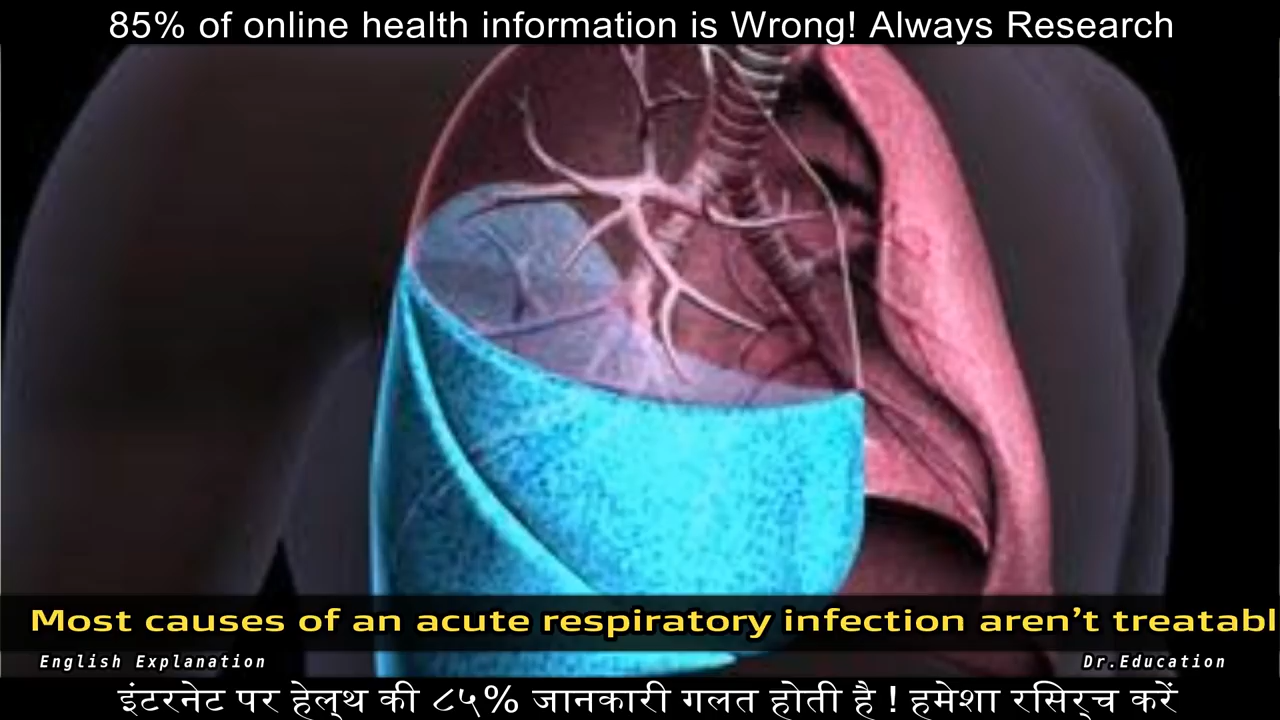 85% of online health information is Wrong! Always Research
Most causes of an acute respiratory infection aren’t treatabl
English Explanation
Dr.Education
इंटरनेट पर हेल्थ की ८५% जानकारी गलत होती है ! हमेशा रसिर्च करें